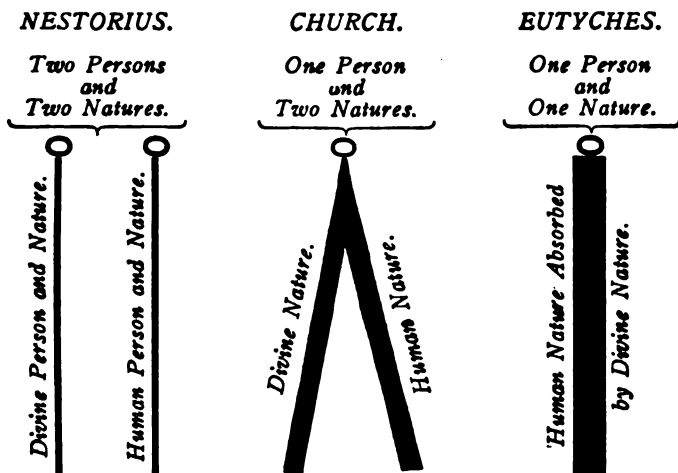 NESTORIUS.
Two Persons
and
Two Natures.
Divine Person and Nature.
Human Person and Nature.
CHURCH.
One Person
und
Two Natures.
Divine Nature.
Human Nature.
EUTYCHES.
One Person
and
One Nature.
'Human Nature Absorbed
by Divine Nature.